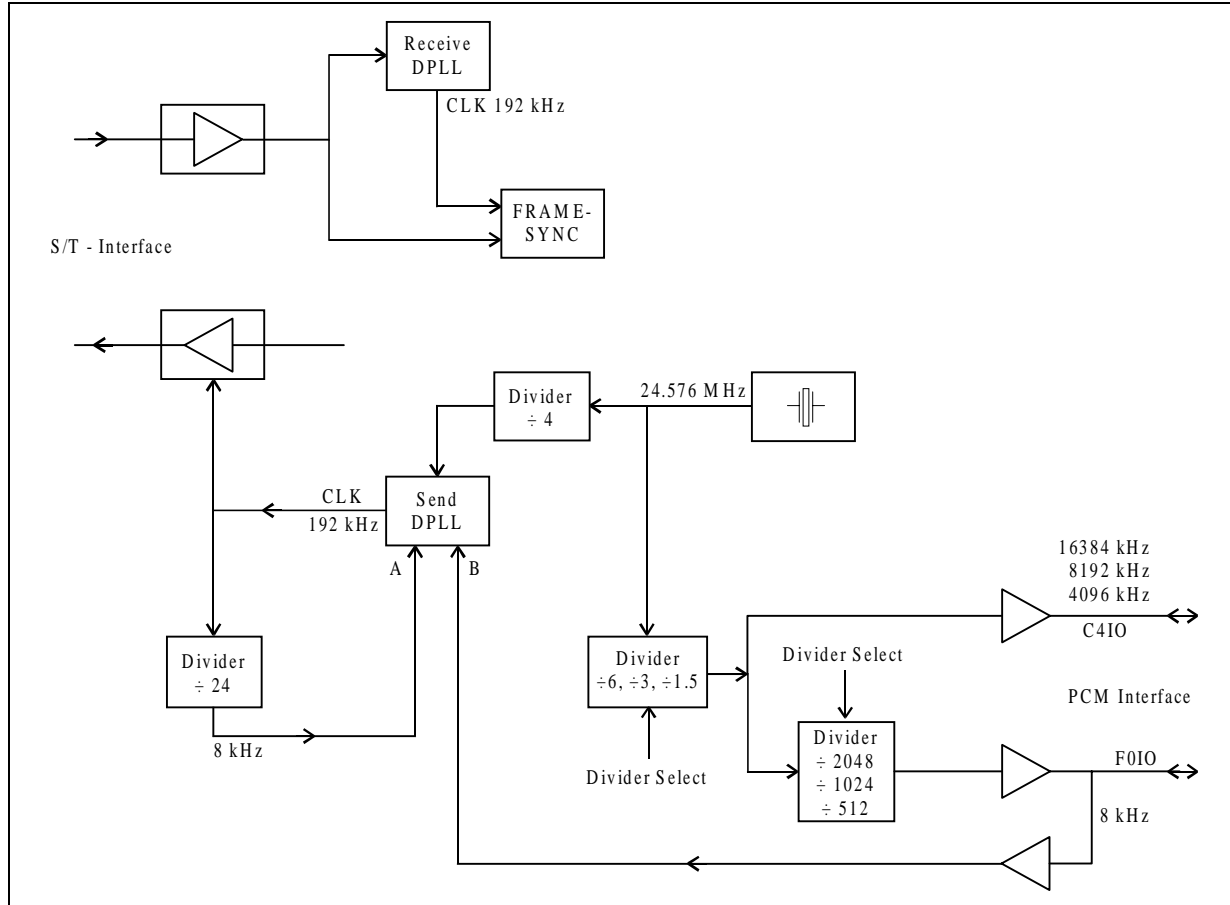 Receive
DPLL
CLK 192 kHz
FRAME-
SYNC
S/T - Interface
24.576 MHz
Divider
÷ 4
CLK
192 kHz
Send
DPLL
A
B
16384 kHz
8192 kHz
4096 kHz
C4IO
Divider
÷ 24
8 kHz
Divider
÷6, ÷3, ÷1.5
Divider Select
Divider Select
PCM Interface
Divider
÷ 2048
÷ 1024
÷ 512
F0IO
8 kHz